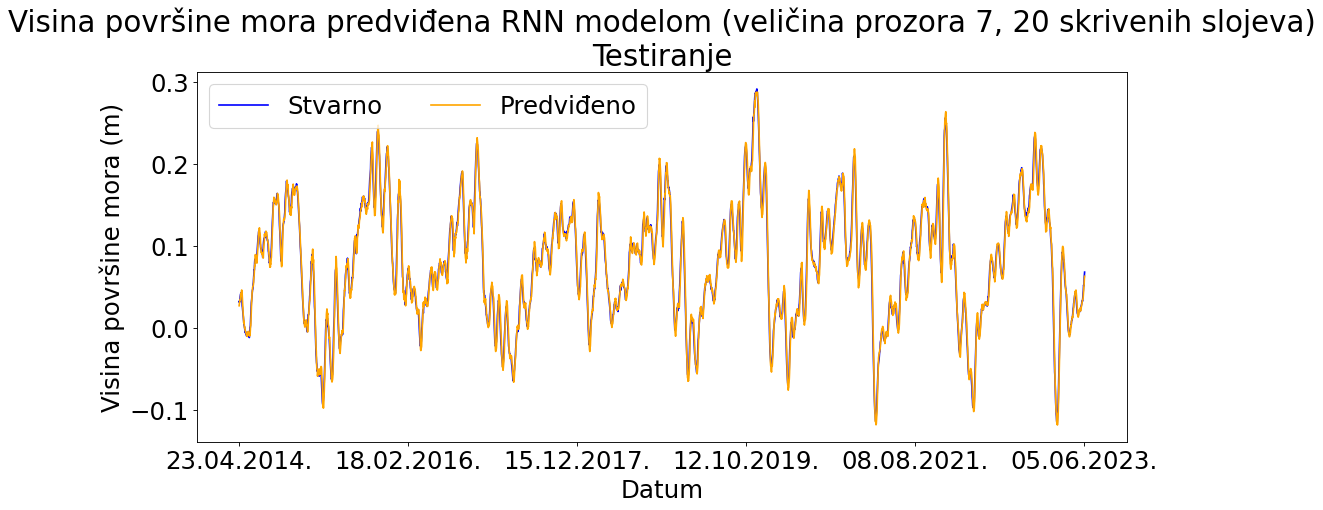 Visina površine mora predviđena RNN modelom (veličina prozora 7, 20 skrivenih slojeva)
Testiranje
Stvarno
Predviđeno
Visina površine mora (m)
0.3
0.2
0.1
0.0
−0.1
23.04.2014.
18.02.2016.
15.12.2017.
12.10.2019.
08.08.2021.
05.06.2023.
Datum